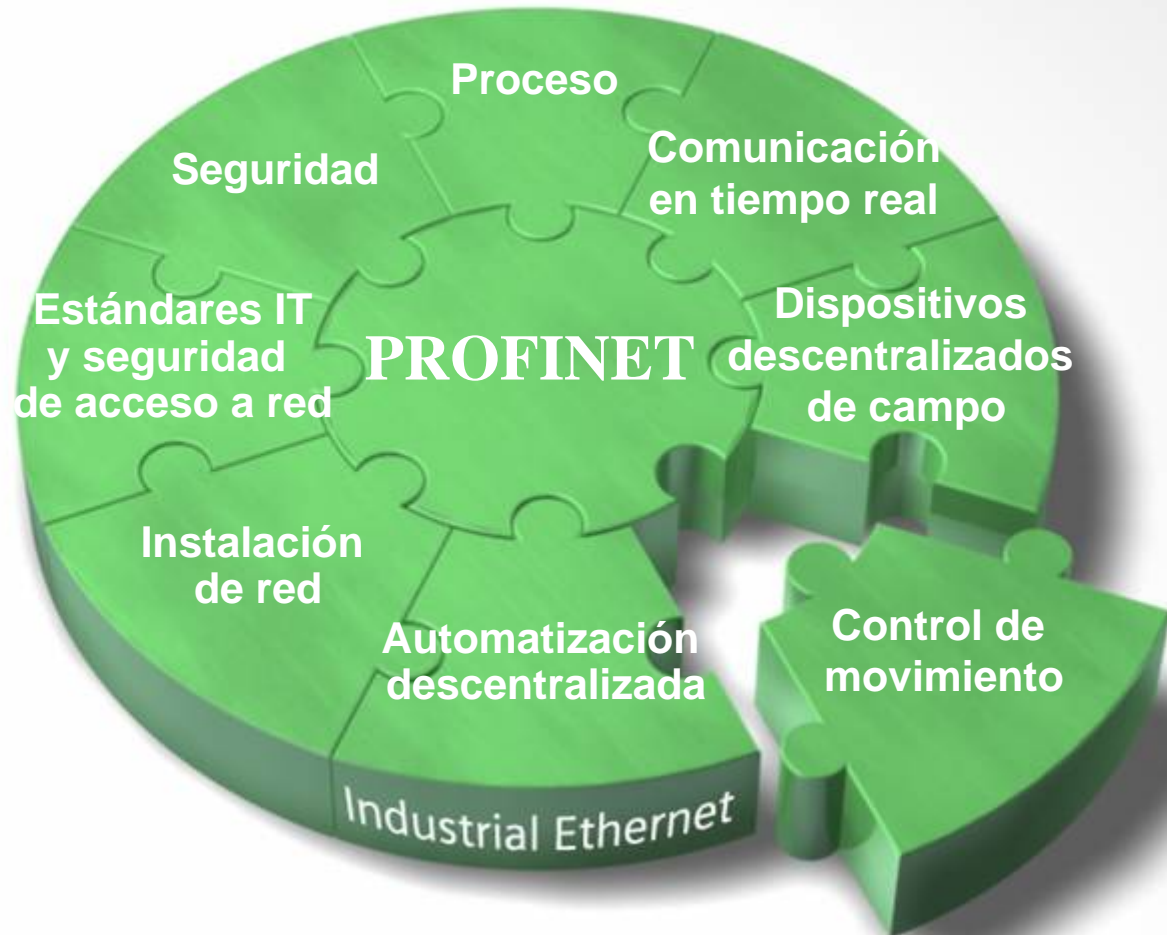 Proceso
Comunicación
en tiempo real
Seguridad
Dispositivos
descentralizados
de campo
PROFINET
Estándares IT
y seguridad
de acceso a red
Instalación
de red
Automatización
descentralizada
Control de
movimiento
Industrial Ethernet